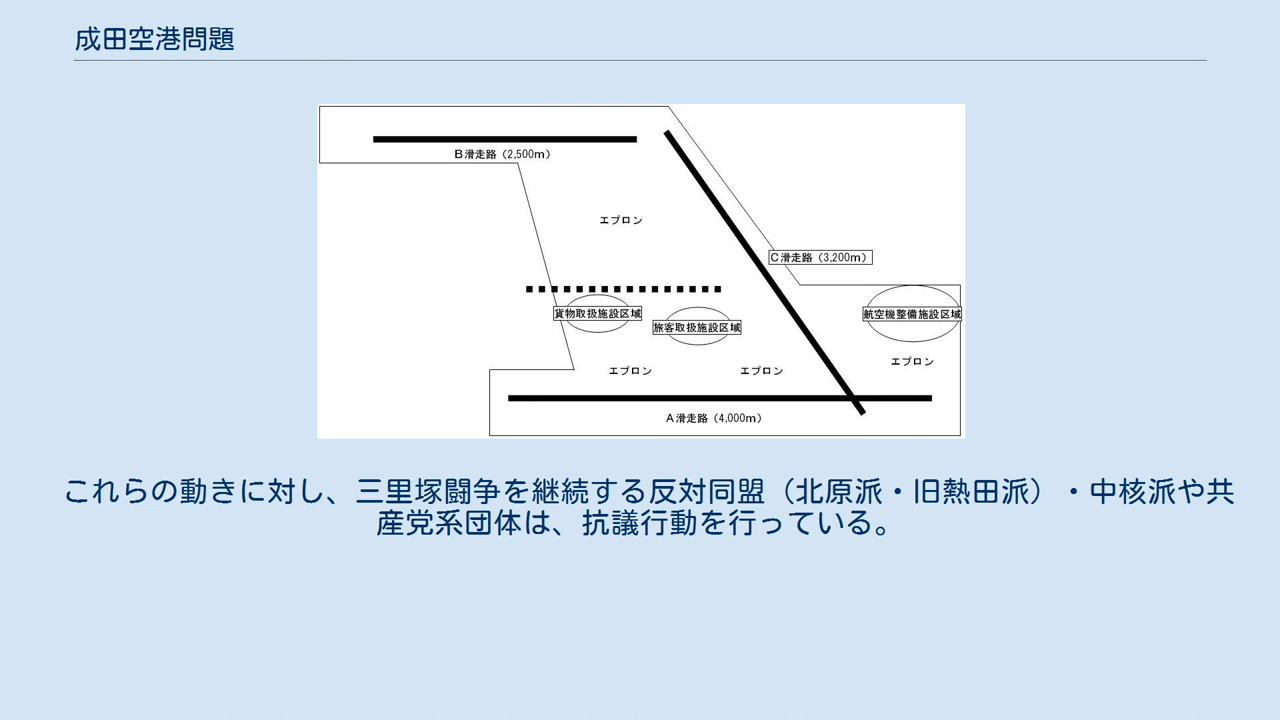 成田空港問題
B滑走路（2,500m）
エプロン
C滑走路（3,200m）
貨物取扱施設区域
旅客取扱施設区域
航空機整備施設区域
エプロン
エプロン
エプロン
A滑走路（4,000m）
これらの動きに対し、三里塚闘争を継続する反対同盟（北原派・旧熱田派）・中核派や共
産党系団体は、抗議行動を行っている。